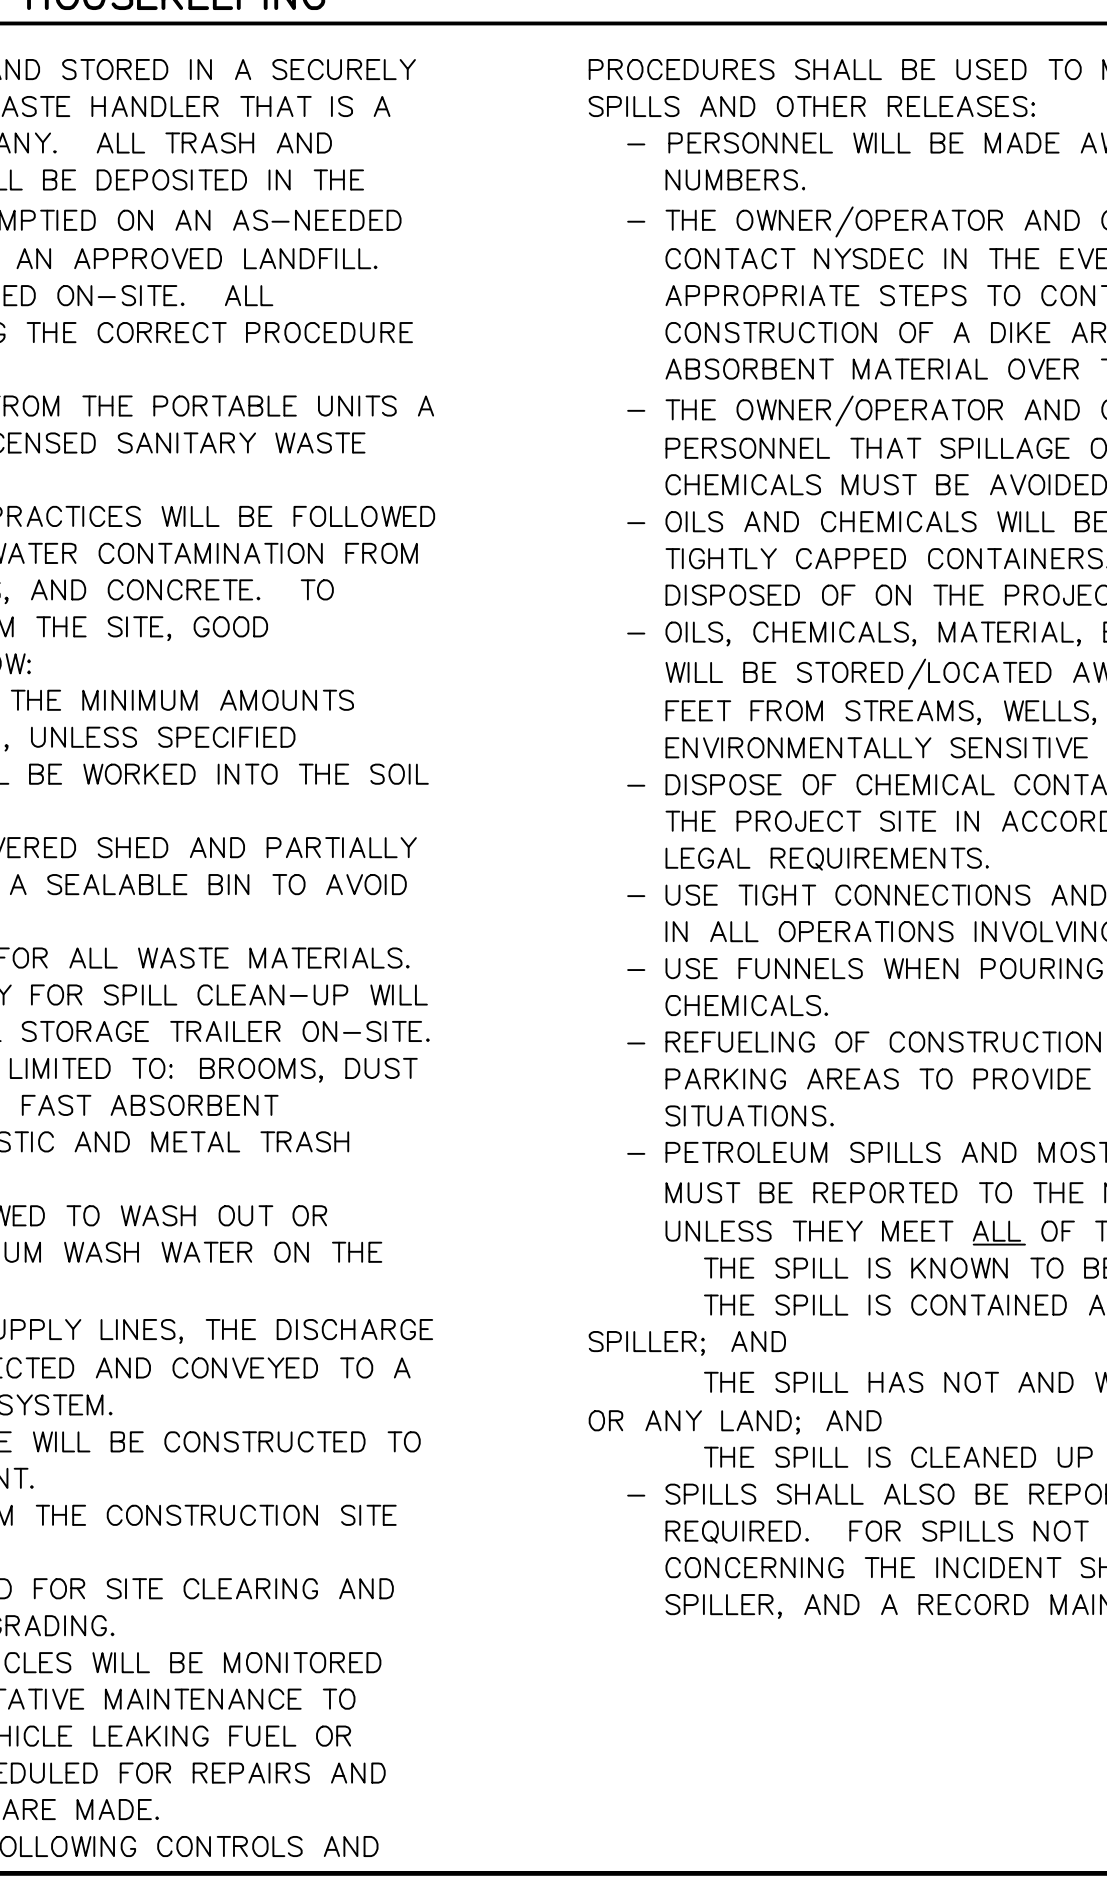 HOUSEKEEPING
AND STORED IN A SECURELY
WASTE HANDLER THAT IS A
ANY. ALL TRASH AND
LL BE DEPOSITED IN THE
EMPTIED ON AN AS–NEEDED
AN APPROVED LANDFILL.
ED ON–SITE. ALL
G THE CORRECT PROCEDURE
FROM THE PORTABLE UNITS A
CENSED SANITARY WASTE
PRACTICES WILL BE FOLLOWED
WATER CONTAMINATION FROM
S, AND CONCRETE. TO
M THE SITE, GOOD
OW:
THE MINIMUM AMOUNTS
, UNLESS SPECIFIED
L BE WORKED INTO THE SOIL
VERED SHED AND PARTIALLY
A SEALABLE BIN TO AVOID
FOR ALL WASTE MATERIALS.
Y FOR SPILL CLEAN–UP WILL
L STORAGE TRAILER ON–SITE.
LIMITED TO: BROOMS, DUST
FAST ABSORBENT
STIC AND METAL TRASH
WED TO WASH OUT OR
UM WASH WATER ON THE
UPPLY LINES, THE DISCHARGE
ECTED AND CONVEYED TO A
SYSTEM.
E WILL BE CONSTRUCTED TO
NT.
M THE CONSTRUCTION SITE
D FOR SITE CLEARING AND
GRADING.
ICLES WILL BE MONITORED
TATIVE MAINTENANCE TO
EHICLE LEAKING FUEL OR
EDULED FOR REPAIRS AND
ARE MADE.
OLLOWING CONTROLS AND
PROCEDURES SHALL BE USED TO M
SPILLS AND OTHER RELEASES:
– PERSONNEL WILL BE MADE AW
NUMBERS.
– THE OWNER/OPERATOR AND C
CONTACT NYSDEC IN THE EVE
APPROPRIATE STEPS TO CONT
CONSTRUCTION OF A DIKE AR
ABSORBENT MATERIAL OVER T
– THE OWNER/OPERATOR AND C
PERSONNEL THAT SPILLAGE O
CHEMICALS MUST BE AVOIDED
– OILS AND CHEMICALS WILL BE
TIGHTLY CAPPED CONTAINERS.
DISPOSED OF ON THE PROJEC
– OILS, CHEMICALS, MATERIAL, E
WILL BE STORED/LOCATED AW
FEET FROM STREAMS, WELLS,
ENVIRONMENTALLY SENSITIVE
– DISPOSE OF CHEMICAL CONTA
THE PROJECT SITE IN ACCORD
LEGAL REQUIREMENTS.
– USE TIGHT CONNECTIONS AND
IN ALL OPERATIONS INVOLVING
– USE FUNNELS WHEN POURING
CHEMICALS.
– REFUELING OF CONSTRUCTION
PARKING AREAS TO PROVIDE
SITUATIONS.
– PETROLEUM SPILLS AND MOST
MUST BE REPORTED TO THE N
UNLESS THEY MEET ALL OF T
THE SPILL IS KNOWN TO BE
THE SPILL IS CONTAINED A
SPILLER; AND
THE SPILL HAS NOT AND W
OR ANY LAND; AND
THE SPILL IS CLEANED UP
– SPILLS SHALL ALSO BE REPOR
REQUIRED. FOR SPILLS NOT
CONCERNING THE INCIDENT SH
SPILLER, AND A RECORD MAIN